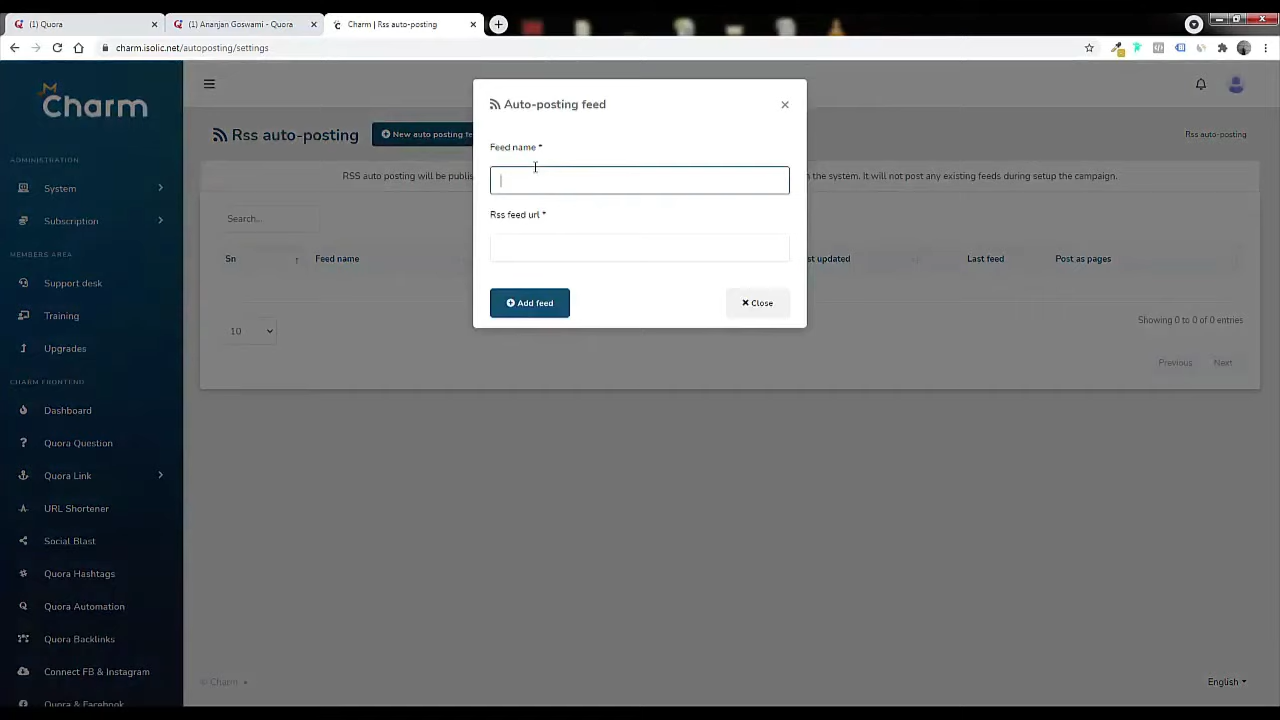 (1) Quora
(1) Ananjan Goswami - Quora
Charm | Rss auto-posting
charm.isolic.net/autoposting/settings
Charm
ADMINISTRATION
System
Subscription
MEMBERS AREA
Support desk
Training
Upgrades
CHARM FRONTEND
Dashboard
Quora Question
Quora Link
URL Shortener
Social Blast
Quora Hashtags
Quora Automation
Quora Backlinks
Connect FB & Instagram
Quora & Facebook
Rss auto-posting
New auto posting fe
Rss auto-posting
RSS auto posting will be publis
n the system. It will not post any existing feeds during setup the campaign.
Search...
Sn
Feed name
st updated
Last feed
Post as pages
10
Showing 0 to 0 of 0 entries
Previous
Next
Auto-posting feed
Feed name *
Rss feed url *
Add feed
Close
© Charm
English